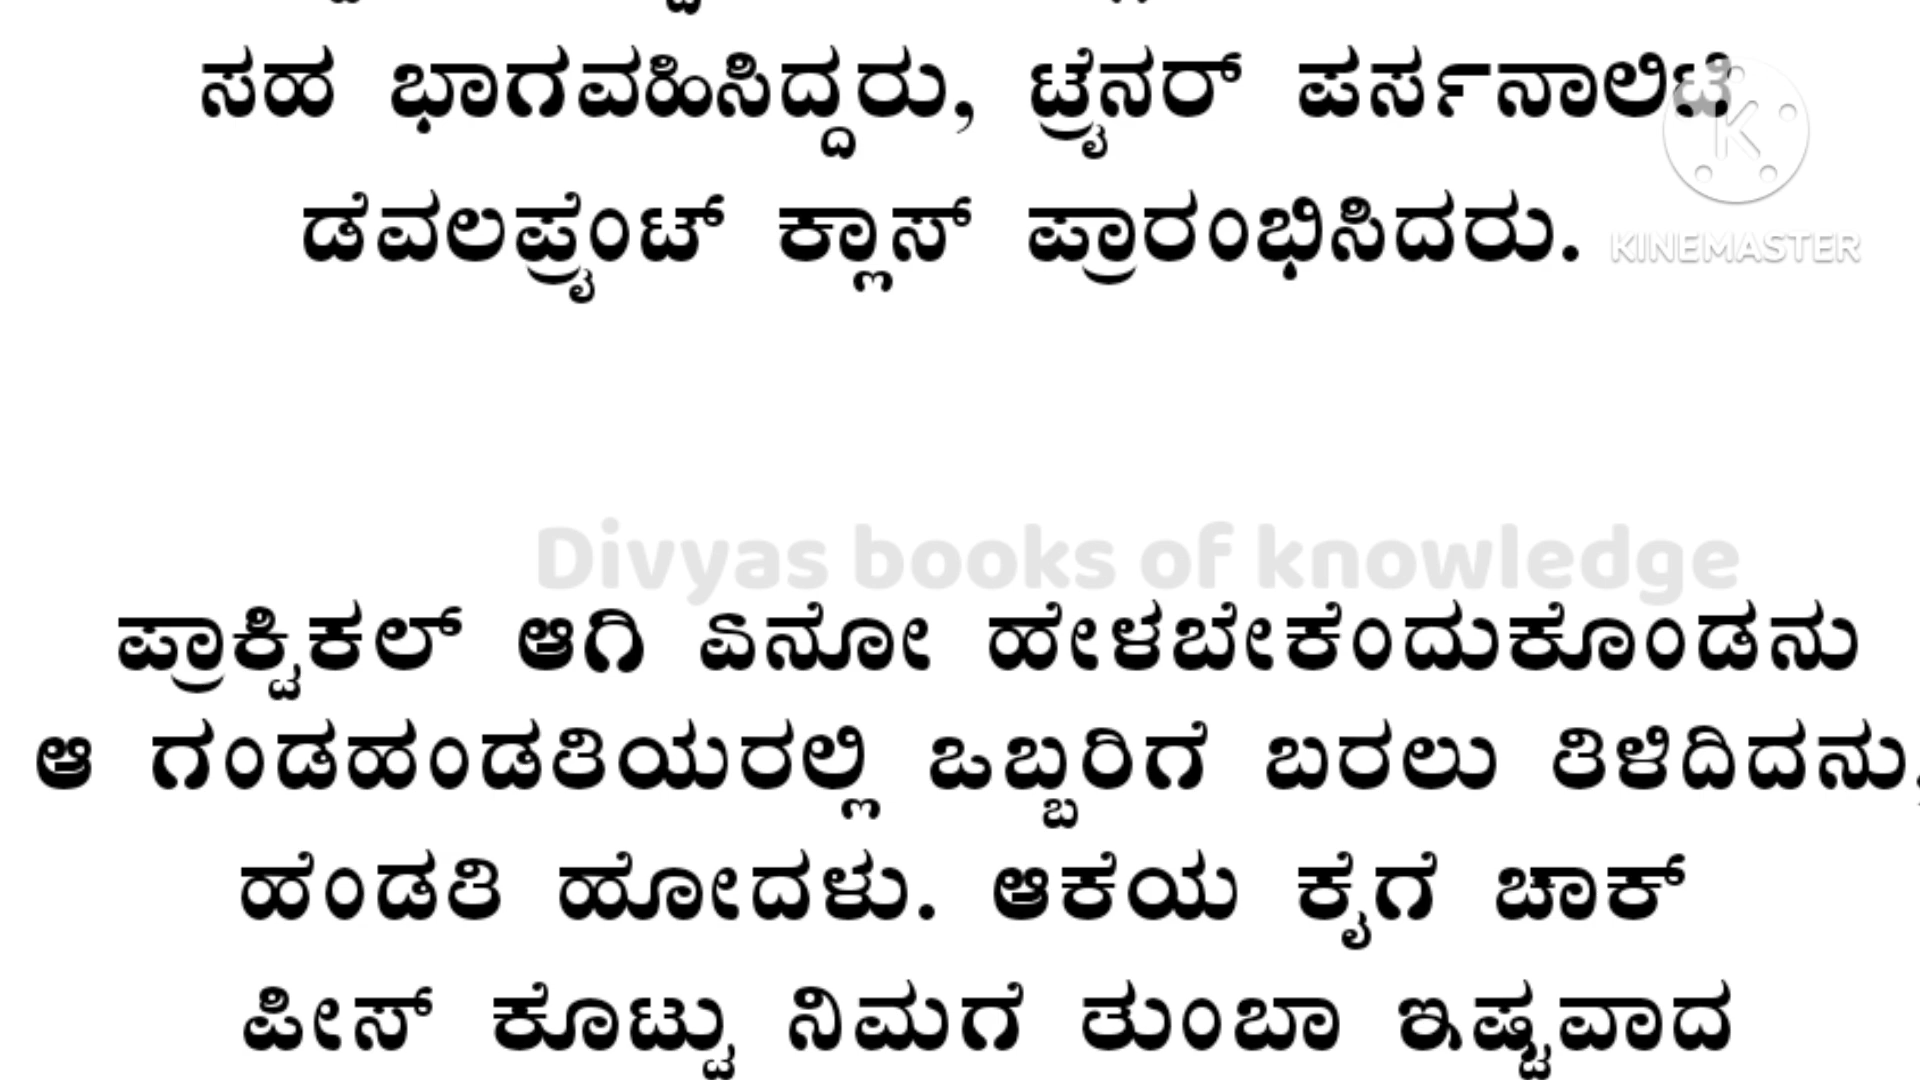 ಸಹ ಭಾಗವಹಿಸಿದ್ದರು, ಟ್ರೈನರ್ ಪರ್ಸನಾಲಿಟಿ
ಡೆವಲಪ್ರೈಂಟ್ ಕ್ಲಾಸ್ ಪ್ರಾರಂಭಿಸಿದರು.
KINEMASTER
Divyas books of knowledge
ಪ್ರಾಕ್ಟಿಕಲ್ ಆಗಿ ಏನೋ ಹೇಳಬೇಕೆಂದುಕೊಂಡನು
ಆ ಗಂಡಹಂಡತಿಯರಲ್ಲಿ ಒಬ್ಬರಿಗೆ ಬರಲು ತಿಳಿದಿದನು,
ಹೆಂಡತಿ ಹೋದಳು. ಆಕೆಯ ಕೈಗೆ ಚಾಕ್
ಪೀಸ್ ಕೊಟ್ಟು ನಿಮಗೆ ತುಂಬಾ ಇಷ್ಟವಾದ